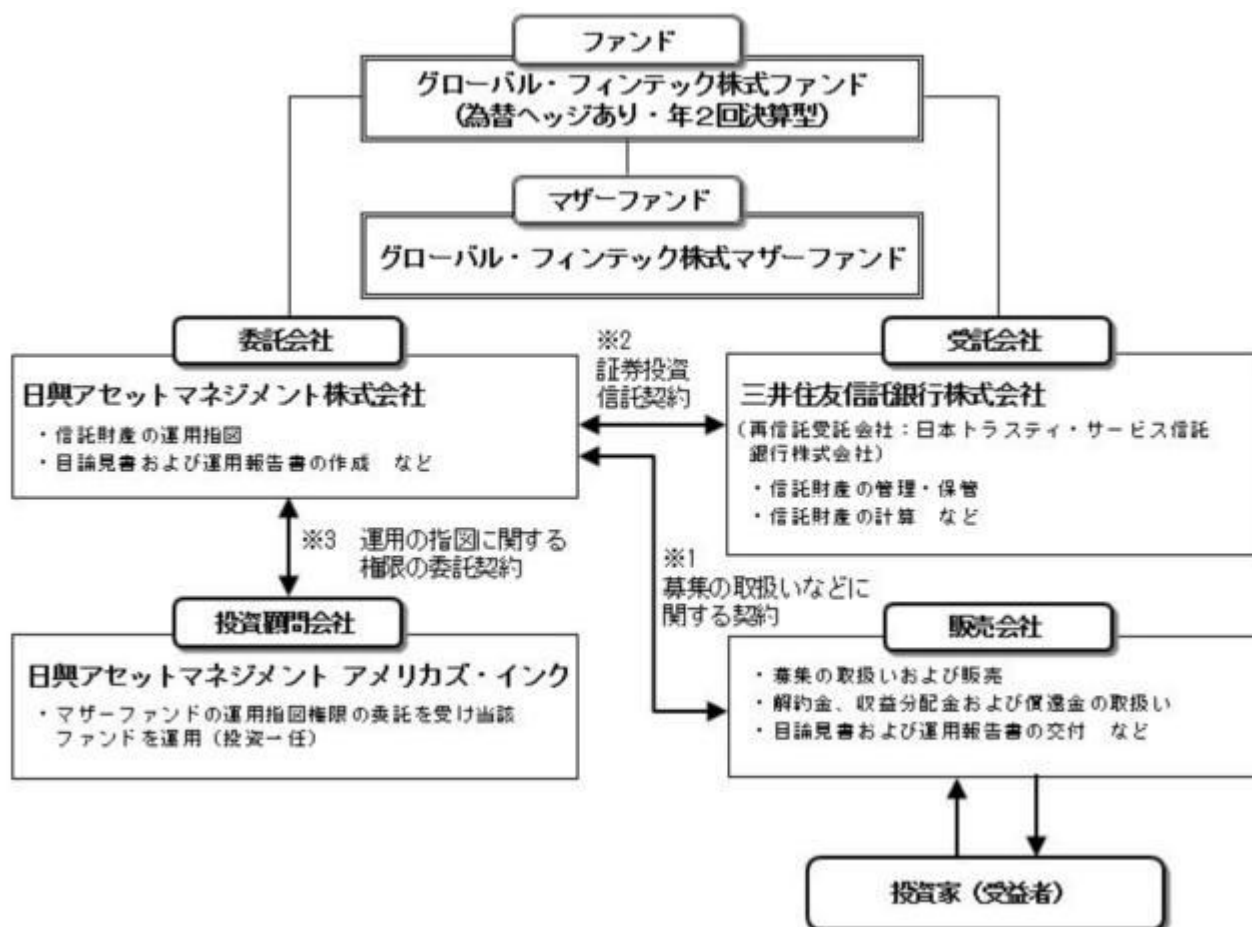 ファンド
グローバル・フィンテック株式ファンド
(為替ヘッジあり・年２回決算型)
マザーファンド
グローバル・フィンテック株式マザーファンド
委託会社
日興アセットマネジメント株式会社
・信託財産の運用指図
・目論見書および運用報告書の作成　など
※2
証券投資
信託契約
受託会社
三井住友信託銀行株式会社
（再信託受託会社：日本トラスティ・サービス信託
銀行株式会社）
・信託財産の管理・保管
・信託財産の計算　など
※3　運用の指図に関する
権限の委託契約
※1
募集の取扱いなどに
関する契約
投資顧問会社
日興アセットマネジメント アメリカズ・インク
・マザーファンドの運用指図権限の委託を受け当該
ファンドを運用（投資一任）
販売会社
・募集の取扱いおよび販売
・解約金、収益分配金および償還金の取扱い
・目論見書および運用報告書の交付　など
投資家（受益者）